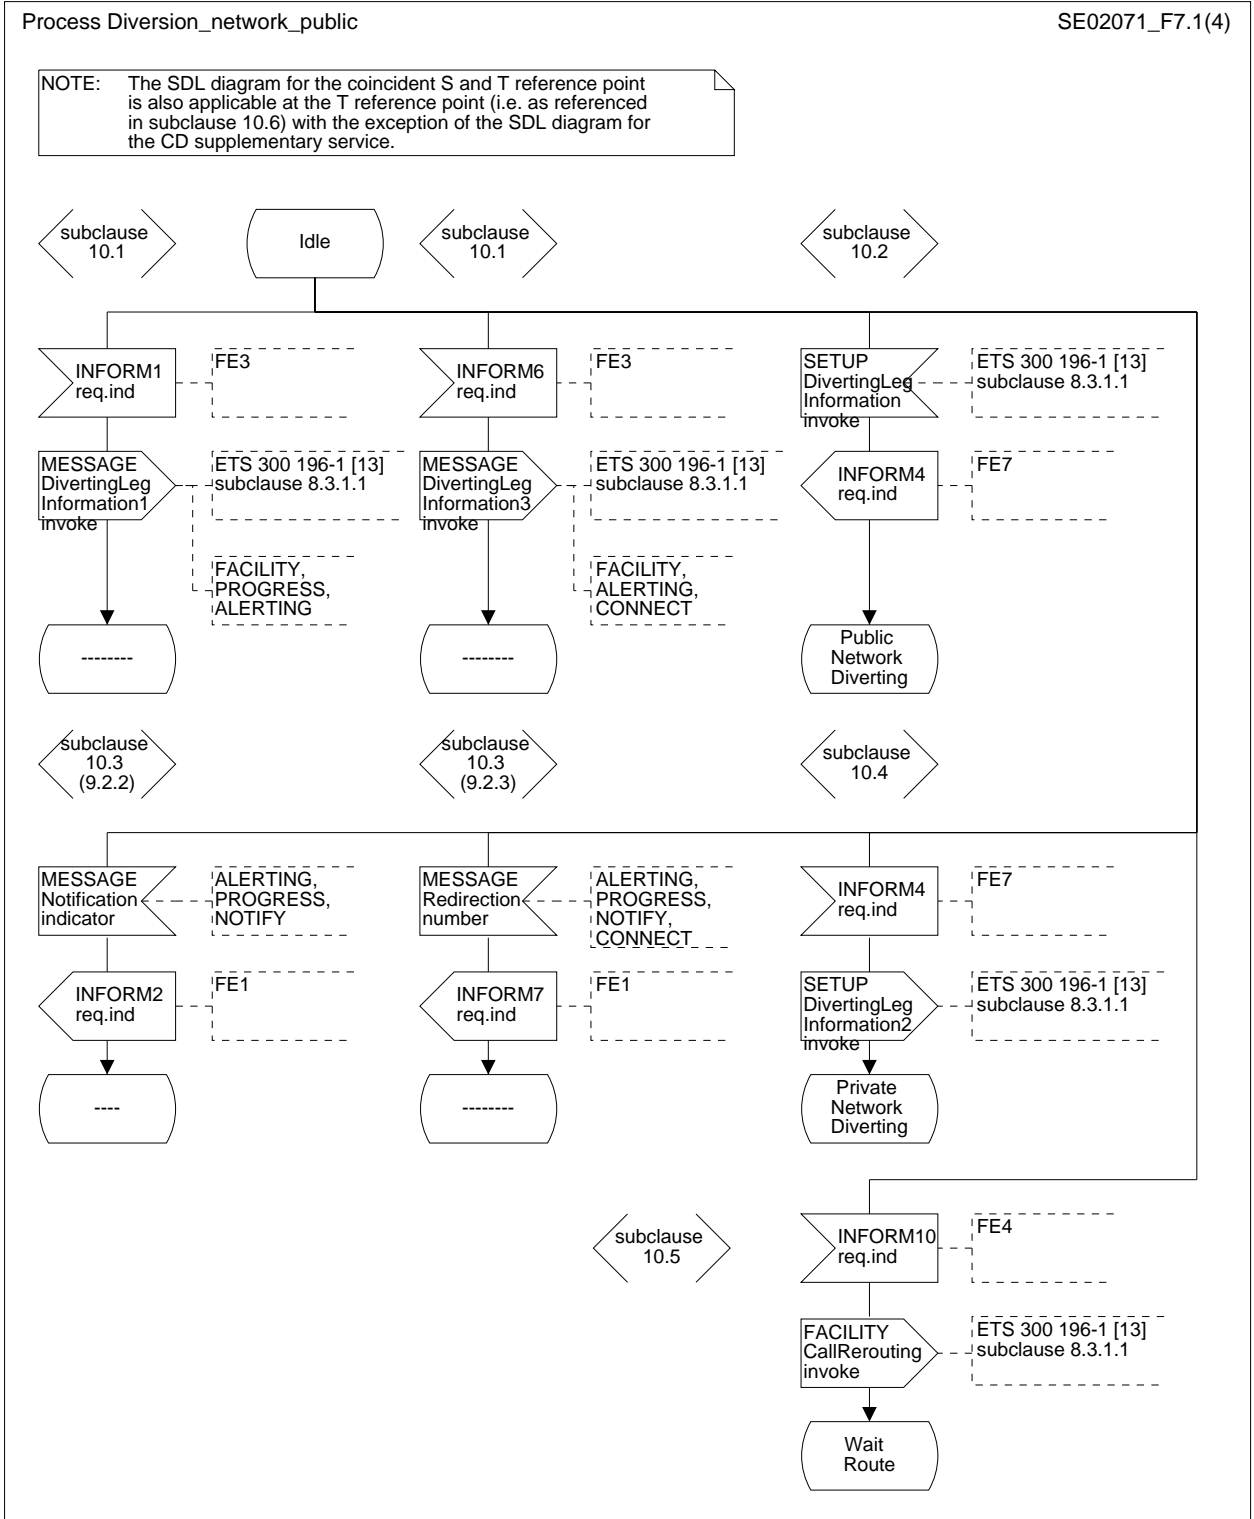 Process Diversion_network_public
SE02071_F7.1(4)
NOTE: The SDL diagram for the coincident S and T reference point
is also applicable at the T reference point (i.e. as referenced
in subclause 10.6) with the exception of the SDL diagram for
the CD supplementary service.
subclause
10.1
Idle
subclause
10.1
subclause
10.2
INFORM1
req.ind
FE3
INFORM6
req.ind
FE3
SETUP
DivertingLeg
Information
invoke
ETS 300 196-1 [13]
subclause 8.3.1.1
MESSAGE
DivertingLeg
Information1
invoke
ETS 300 196-1 [13]
subclause 8.3.1.1
MESSAGE
DivertingLeg
Information3
invoke
ETS 300 196-1 [13]
subclause 8.3.1.1
INFORM4
req.ind
FE7
FACILITY,
PROGRESS,
ALERTING
FACILITY,
ALERTING,
CONNECT
--------
--------
Public
Network
Diverting
subclause
10.3
(9.2.2)
subclause
10.3
(9.2.3)
subclause
10.4
MESSAGE
Notification
indicator
ALERTING,
PROGRESS,
NOTIFY
MESSAGE
Redirection
number
ALERTING,
PROGRESS,
NOTIFY,
CONNECT
INFORM4
req.ind
FE7
INFORM2
req.ind
FE1
INFORM7
req.ind
FE1
SETUP
DivertingLeg
Information2
invoke
ETS 300 196-1 [13]
subclause 8.3.1.1
----
--------
Private
Network
Diverting
subclause
10.5
INFORM10
req.ind
FE4
FACILITY
CallRerouting
invoke
ETS 300 196-1 [13]
subclause 8.3.1.1
Wait
Route